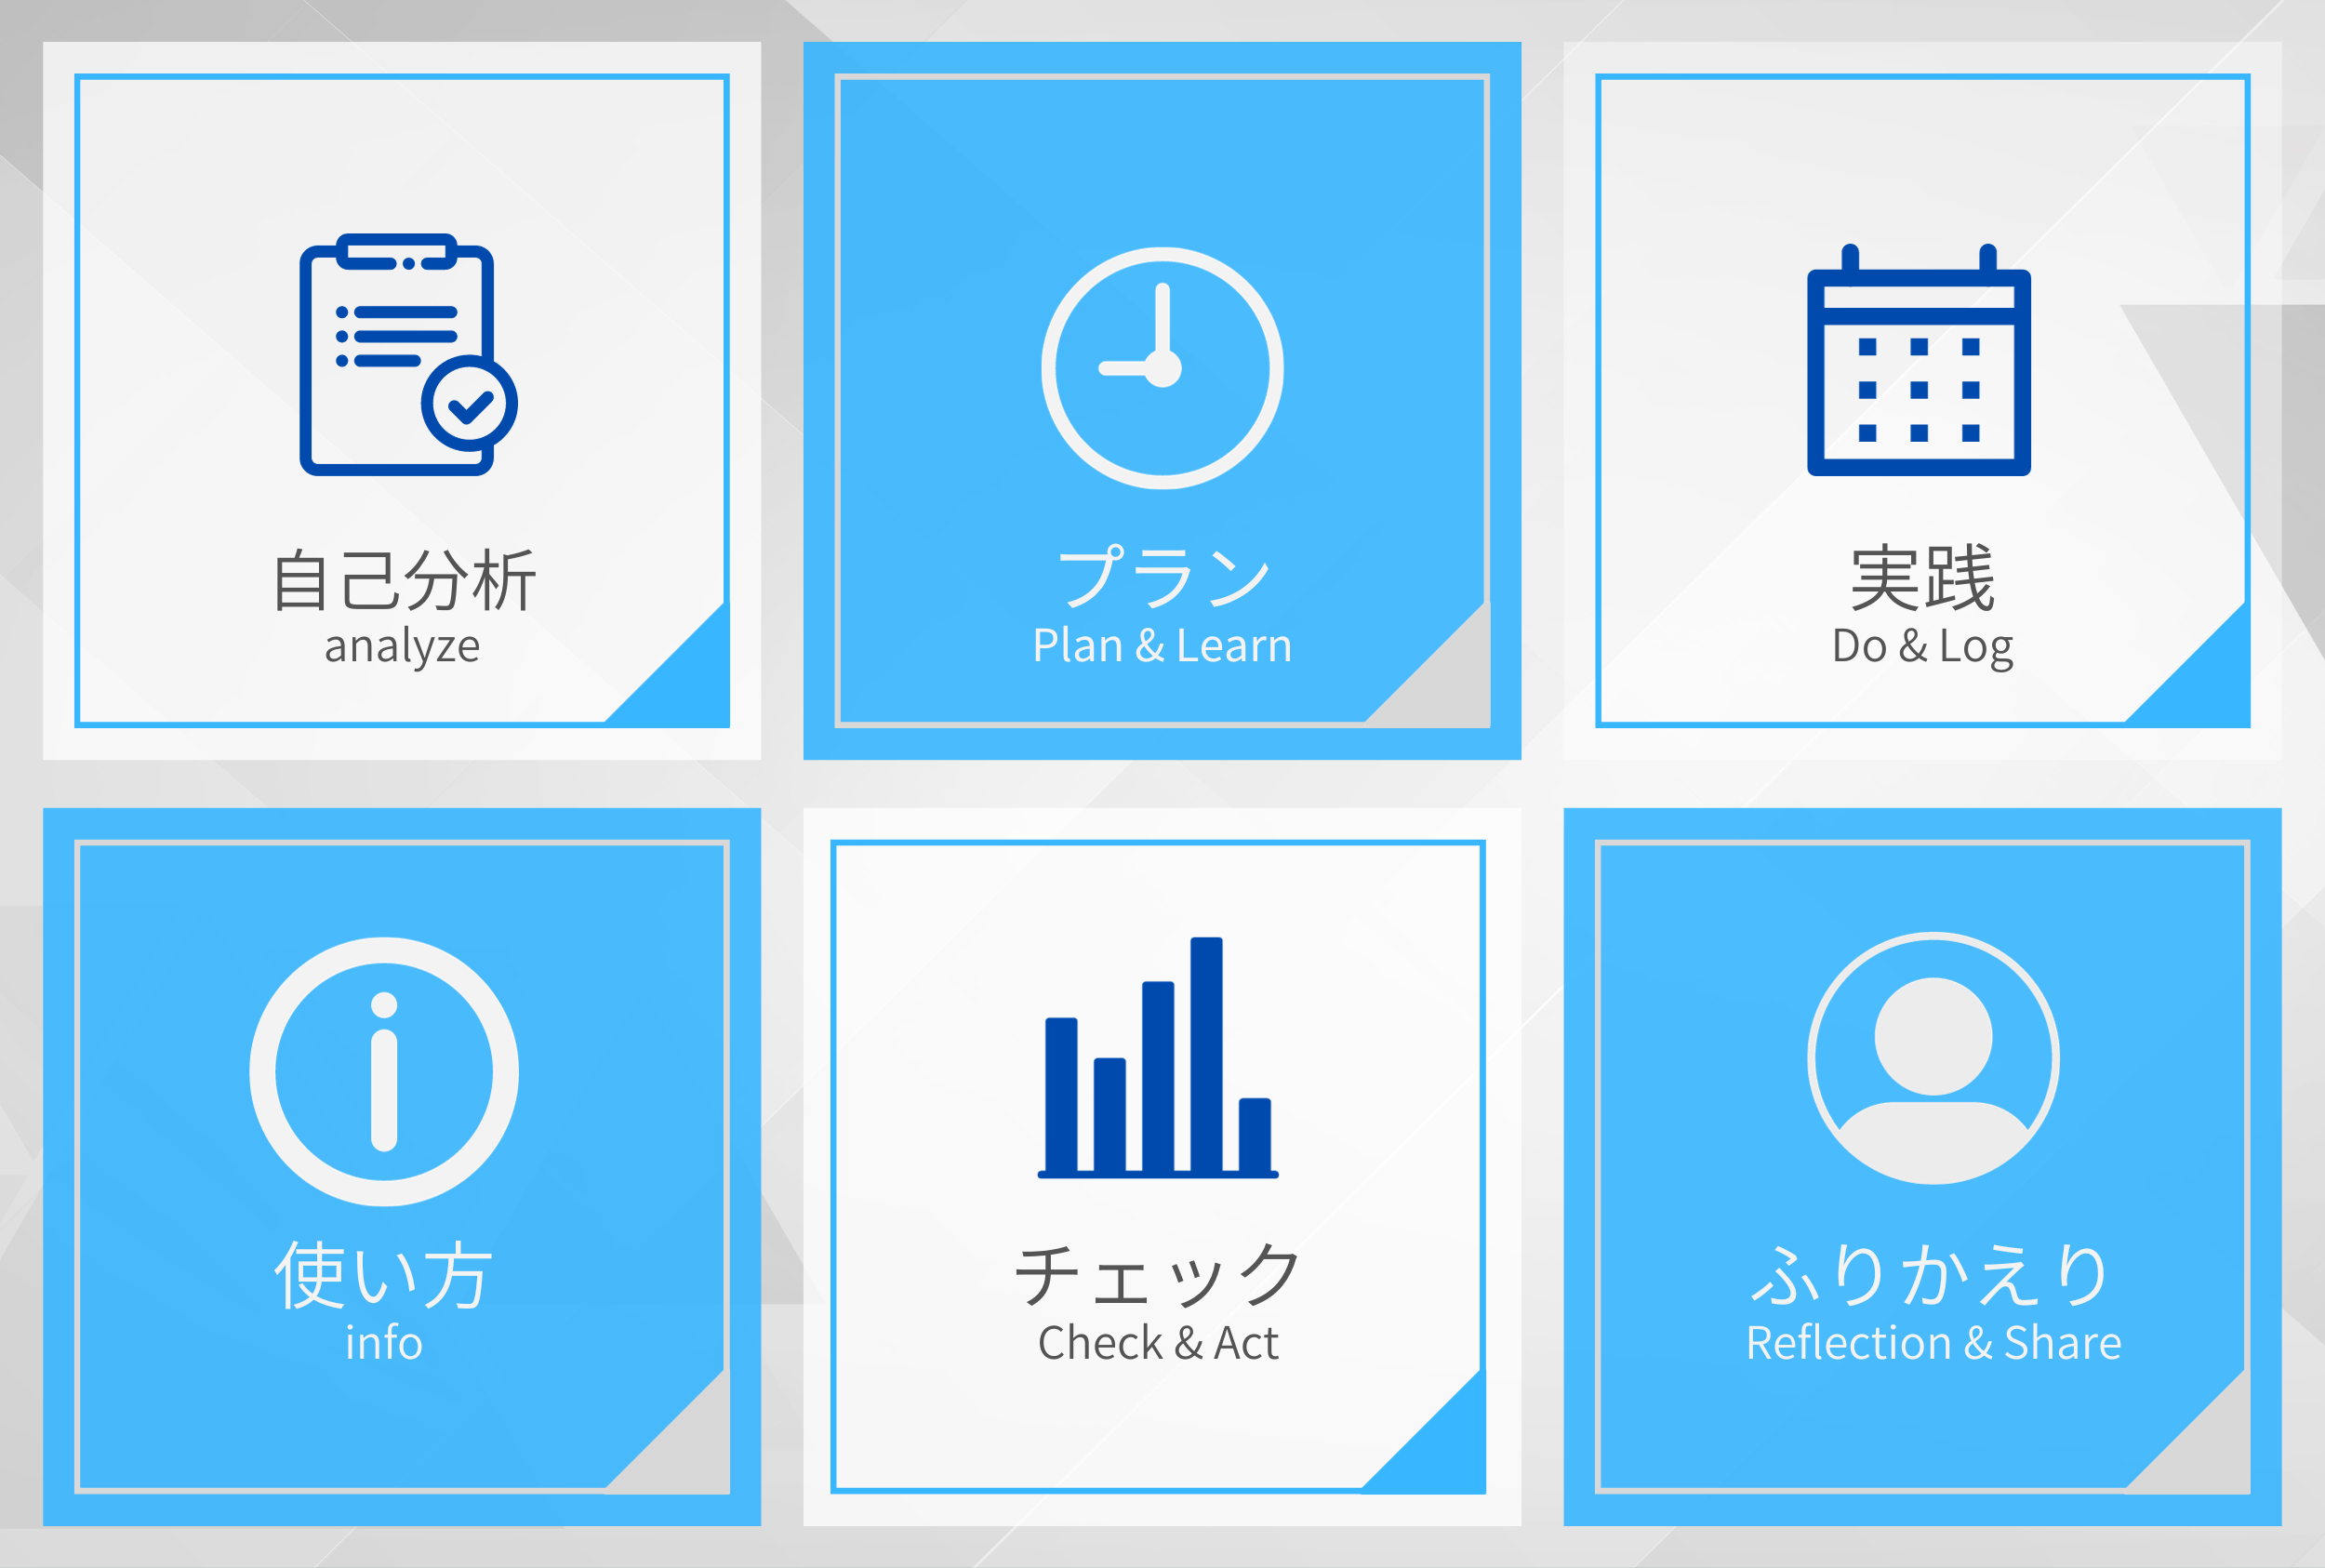 自己分析
analyze
プラン
Plan & Learn
実践
Do & Log
使い方
info
チェック
Check & Act
ふりかえり
Reflection & Share